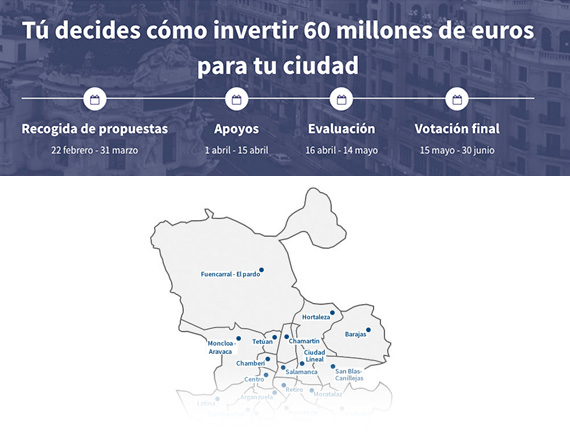 Tú decides cómo invertir 60 millones de euros
para tu ciudad
Recogida de propuestas
22 febrero - 31 marzo
Apoyos
1 abril - 15 abril
Evaluación
16 abril - 14 mayo
Votación final
15 mayo - 30 junio
Fuencarral - El pardo
Hortaleza
Barajas
Moncloa -
Aravaca
Tetúan
Chamartín
Ciudad
Lineal
Chamberí
Salamanca
San Blas-
Canillejas
Centro
Retiro
Moratalaz
Arganzuela
Latina